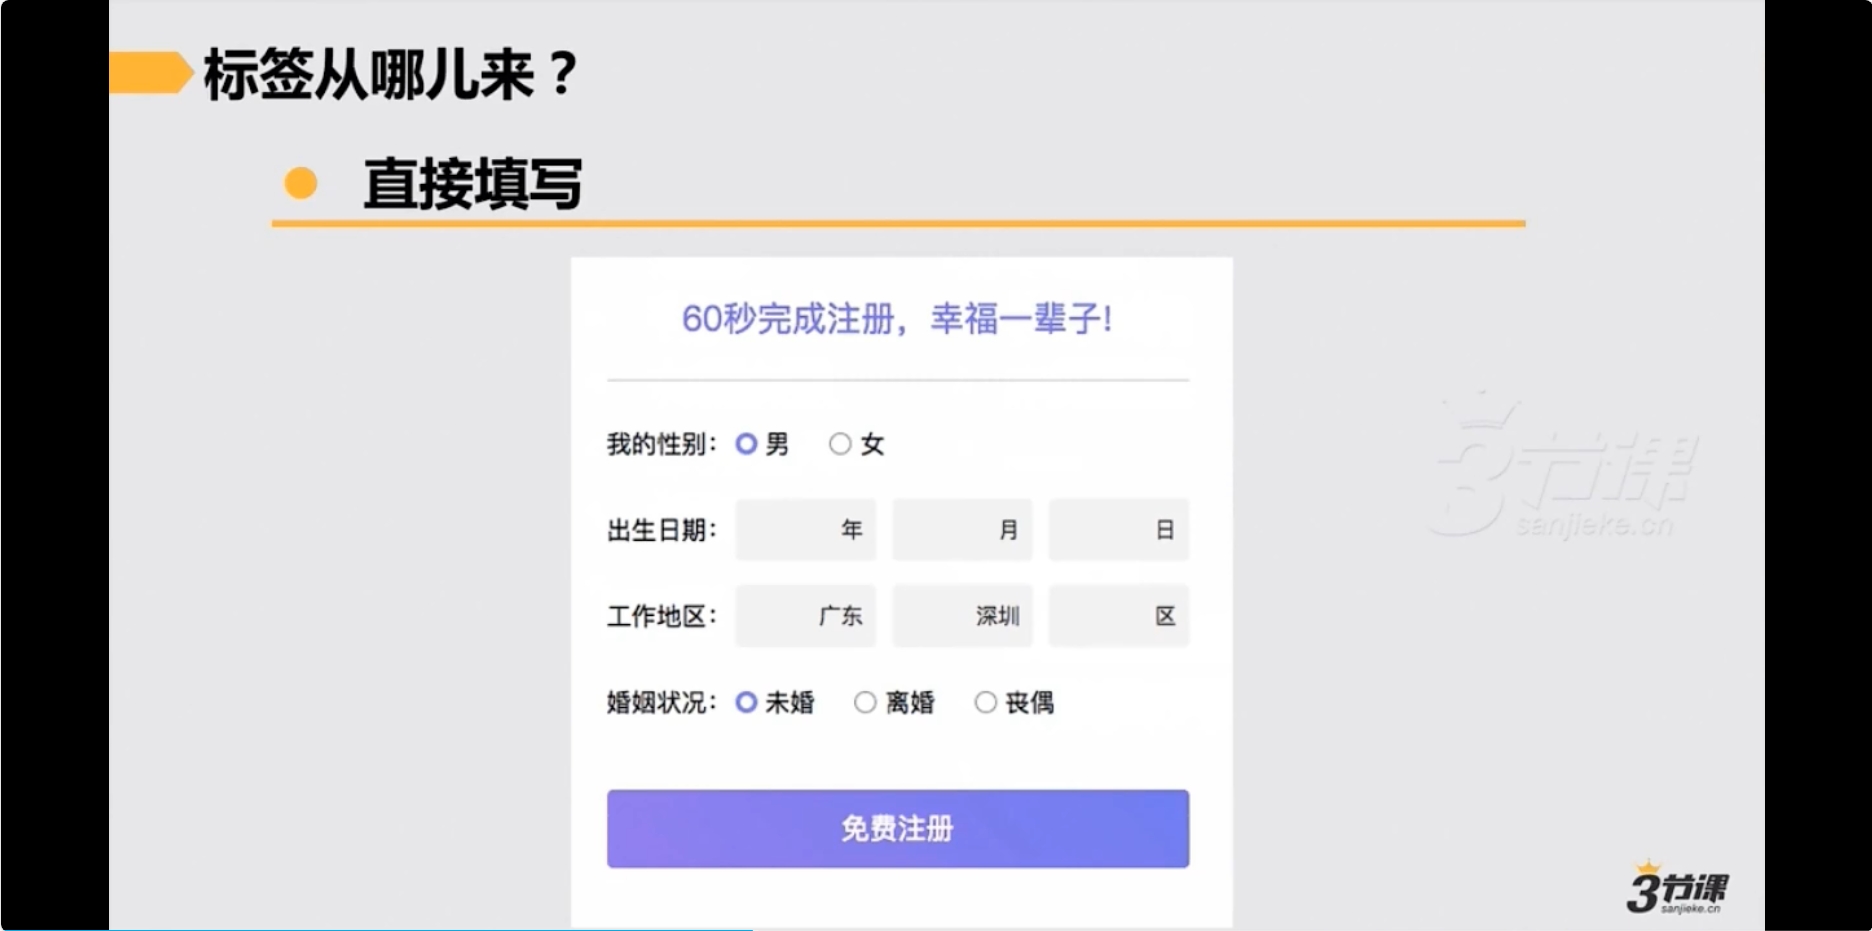 标签从哪儿来？
直接填写
60秒完成注册，幸福一辈子!
我的性别： 男 女
出生日期： 年 月 日
工作地区： 广东 深圳 区
婚姻状况： 未婚 离婚 丧偶
免费注册
3节课
sanjieke.cn
3节课
sanjieke.cn